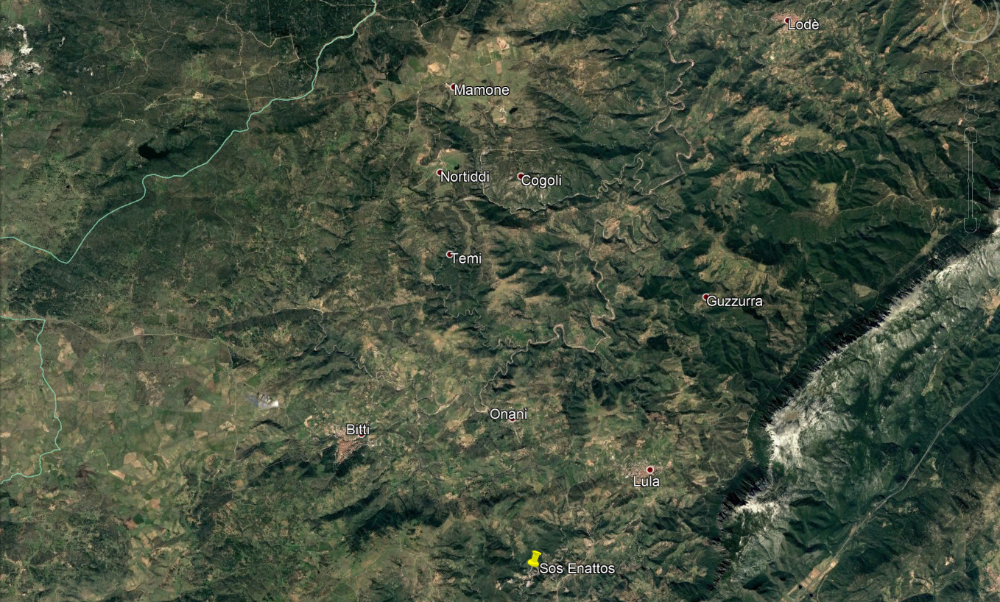 Lodè
Mamone
Nortiddi
Cogoli
Temi
Guzzurra
Onanì
Bitti
Lula
Sos Enattos